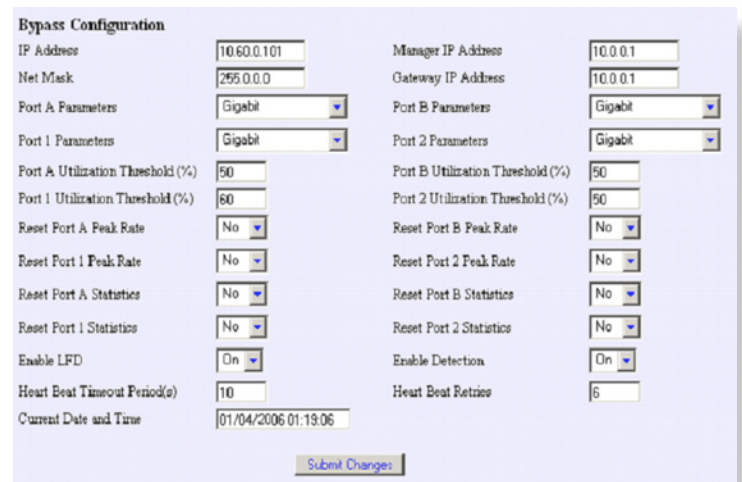 Bypass Configuration
IP Address 10.60.0.101 Manager IP Address 10.0.0.1
Net Mask 255.0.0.0 Gateway IP Address 10.0.0.1
Port A Parameters Gigabit Port B Parameters Gigabit
Port 1 Parameters Gigabit Port 2 Parameters Gigabit
Port A Utilization Threshold (%) 50 Port B Utilization Threshold (%) 50
Port 1 Utilization Threshold (%) 60 Port 2 Utilization Threshold (%) 50
Reset Port A Peak Rate No Reset Port B Peak Rate No
Reset Port 1 Peak Rate No Reset Port 2 Peak Rate No
Reset Port A Statistics No Reset Port B Statistics No
Reset Port 1 Statistics No Reset Port 2 Statistics No
Enable LFD On Enable Detection On
Heart Beat Timeout Period(s) 10 Heart Beat Retries 6
Current Date and Time 01/04/2006 01:19:06
Submit Changes